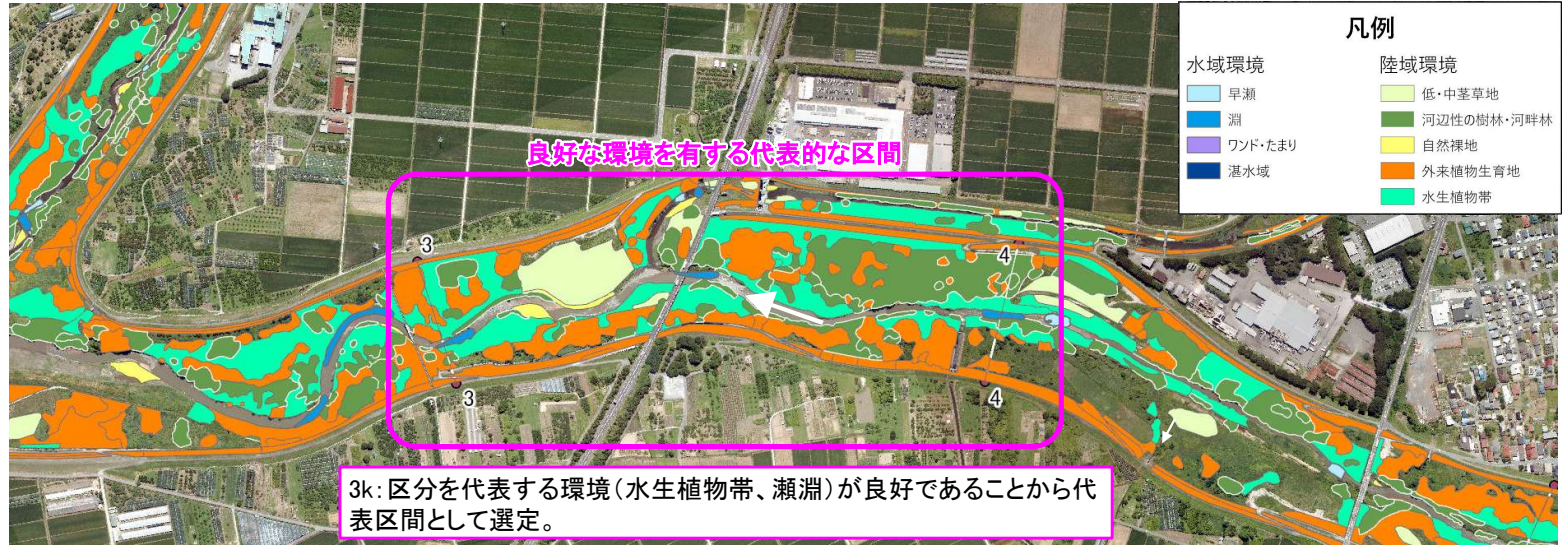 凡例
水域環境
早瀬
淵
ワンド・たまり
湛水域
陸域環境
低・中茎草地
河辺性の樹林・河畔林
自然裸地
外来植物生育地
水生植物帯
良好な環境を有する代表的な区間
3
4
3
4
3k:区分を代表する環境(水生植物帯、瀬淵)が良好であることから代
表区間として選定。